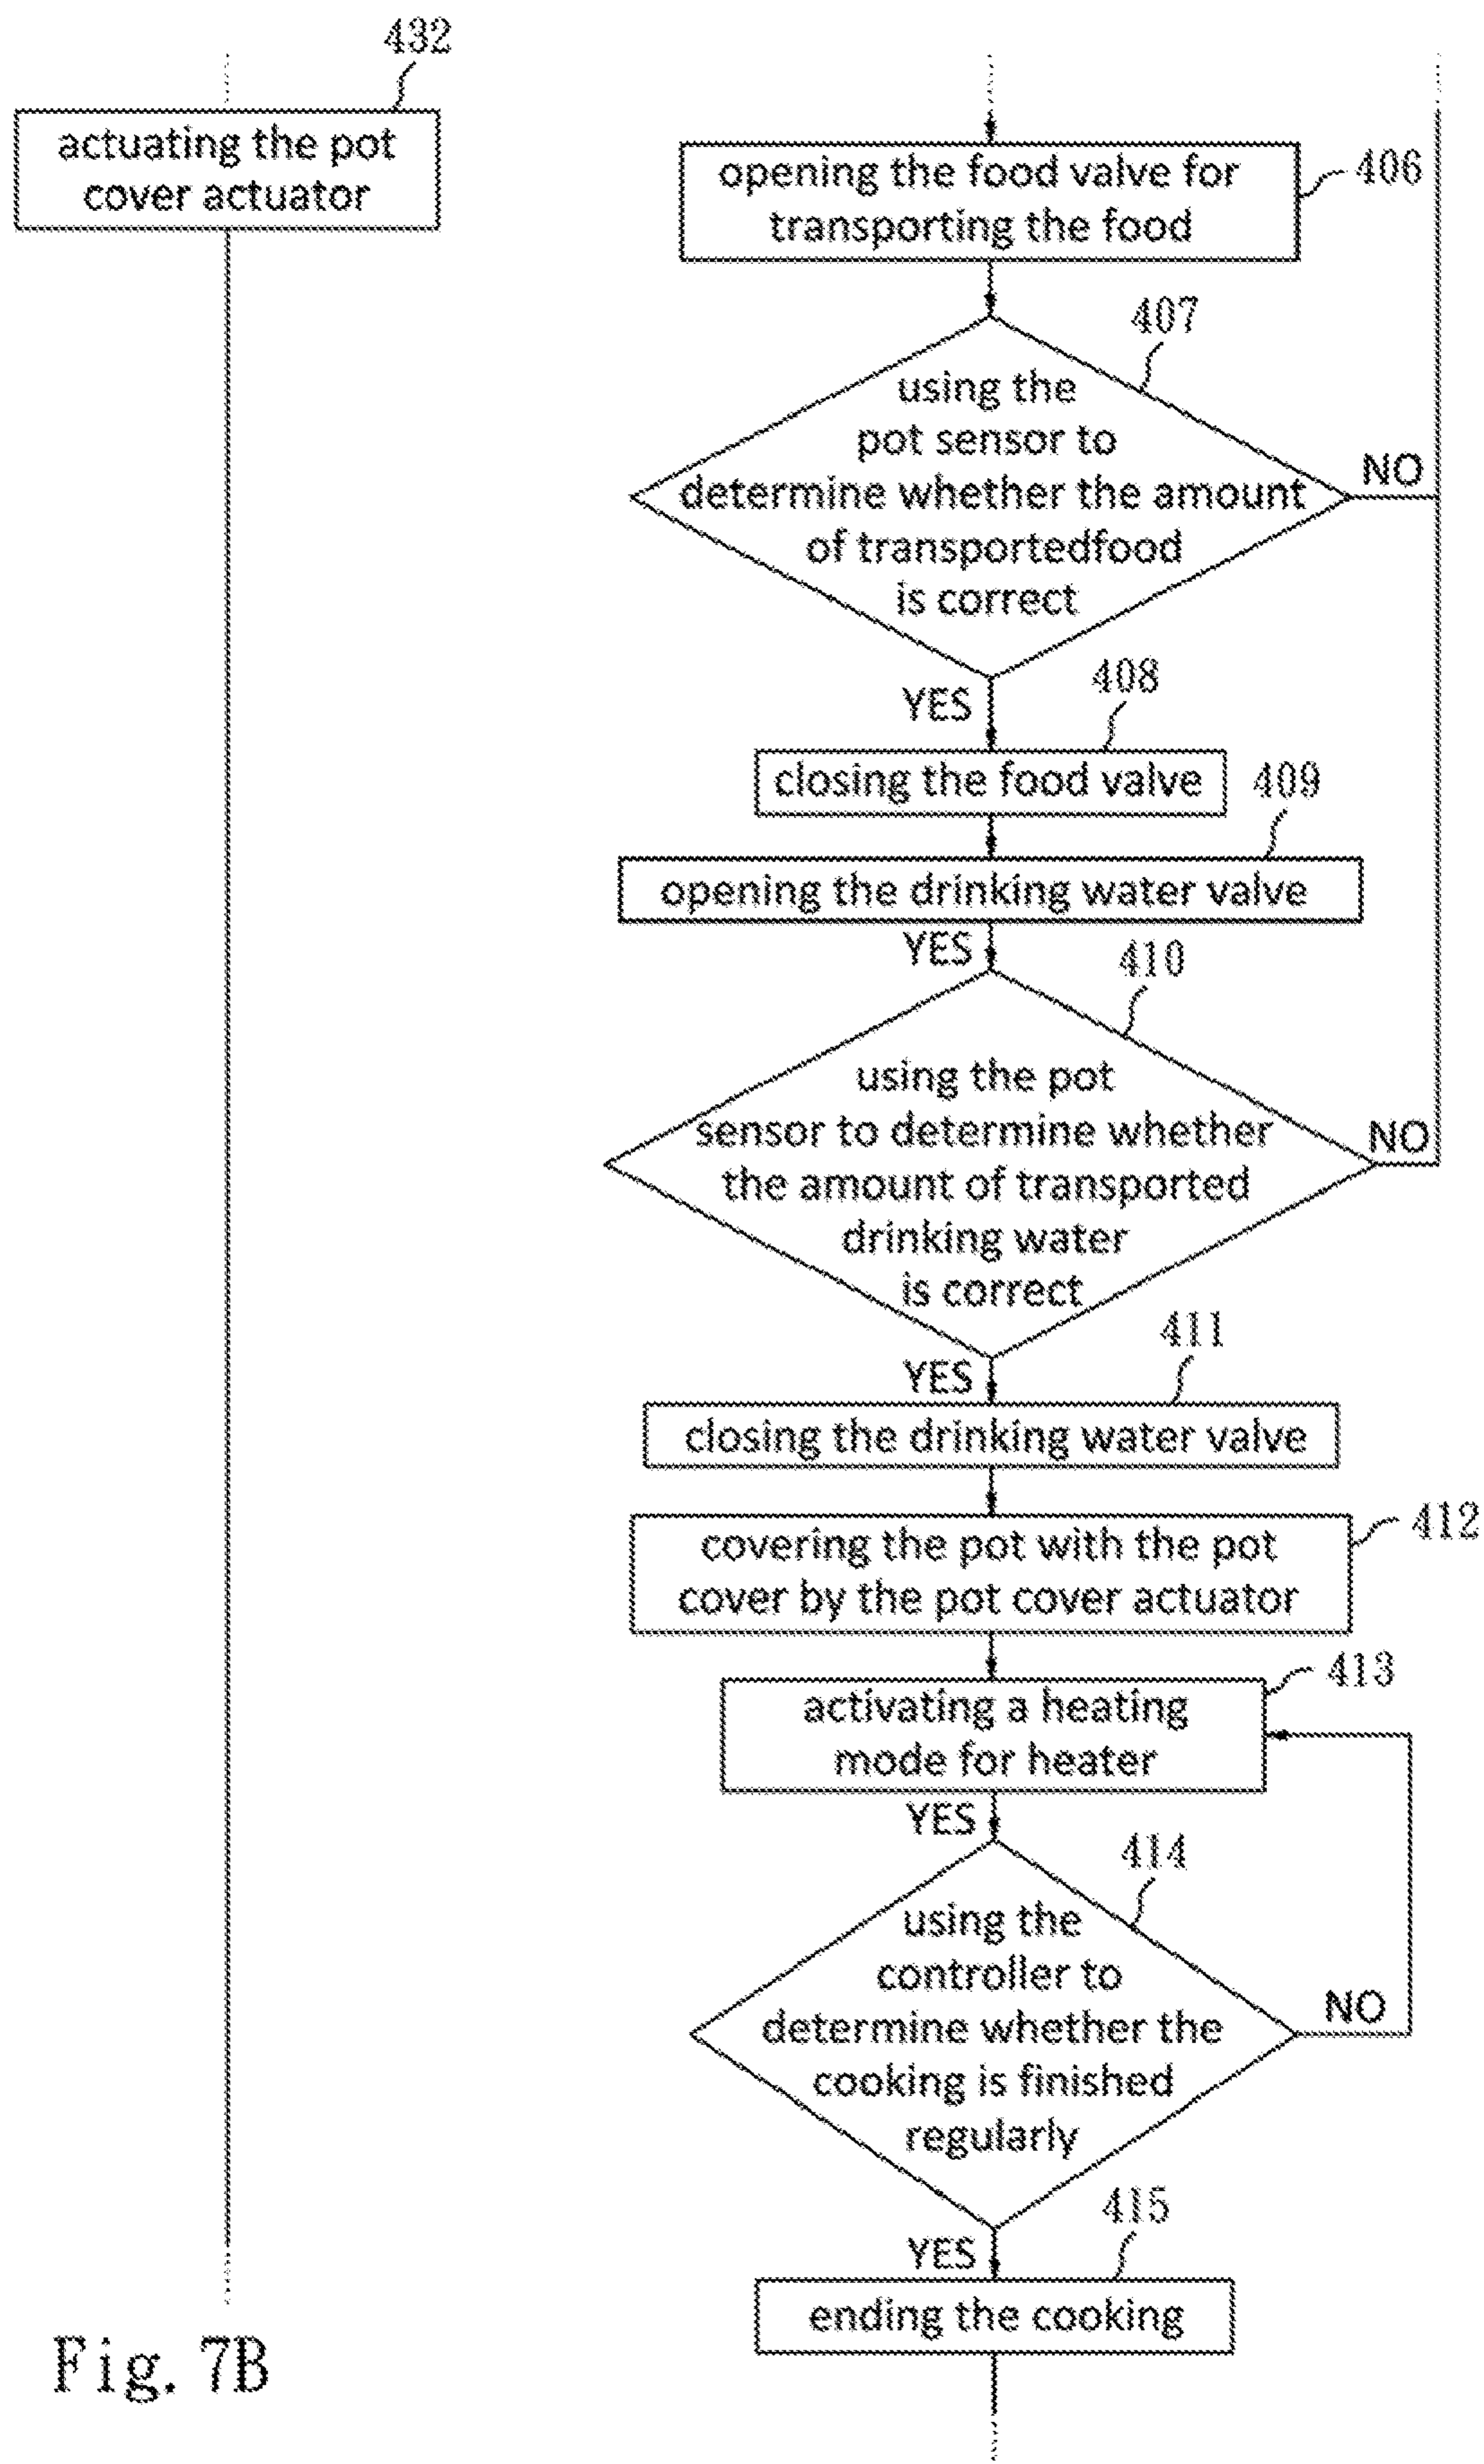 432
actuating the pot
cover actuator
opening the food valve for
transporting the food
406
407
using the
pot sensor to
determine whether the amount
of transportedfood
is correct
NO
YES
408
closing the food valve
409
opening the drinking water valve
YES
410
using the pot
sensor to determine whether
the amount of transported
drinking water
is correct
NO
YES
411
closing the drinking water valve
covering the pot with the pot
cover by the pot cover actuator
412
activating a heating
mode for heater
413
YES
414
using the
controller to
determine whether the
cooking is finished
regularly
NO
YES
415
ending the cooking
Fig. 7B